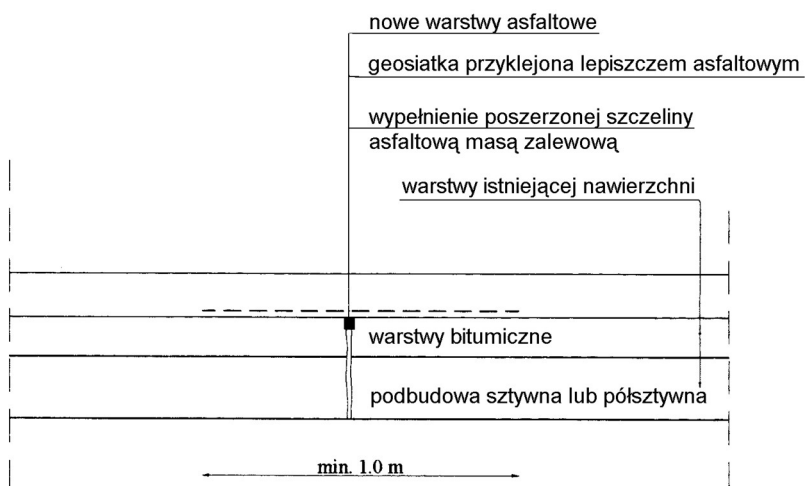 nowe warstwy asfaltowe
geosiatka przyklejona lepiszczem asfaltowym
wypełnienie poszerzonej szczeliny
asfaltową masą zalewową
warstwy istniejącej nawierzchni
warstwy bitumiczne
podbudowa sztywna lub półsztywna
min. 1.0 m